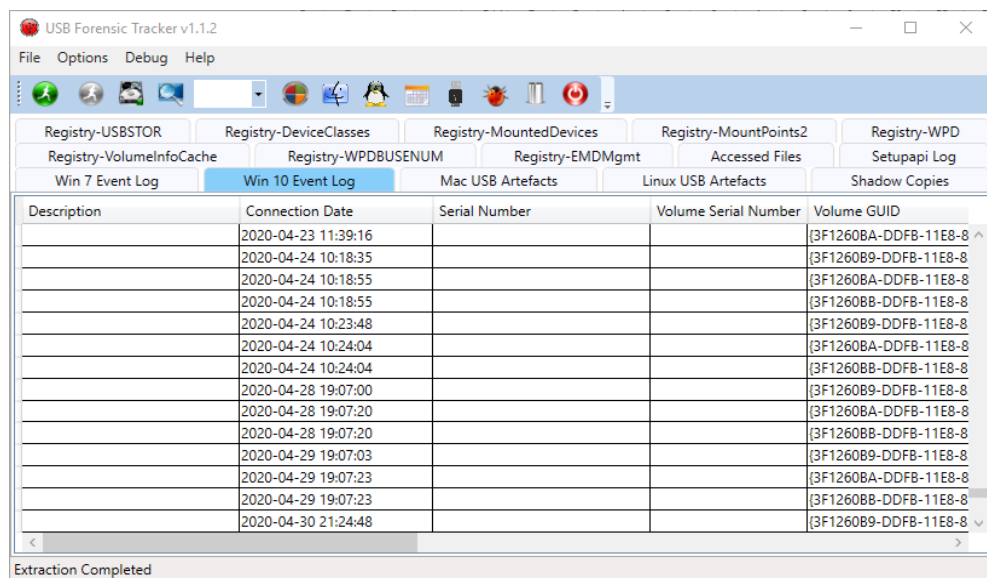 USB Forensic Tracker v1.1.2
File Options Debug Help
Registry-USBSTOR Registry-DeviceClasses Registry-MountedDevices Registry-MountPoints2 Registry-WPD
Registry-VolumeInfoCache Registry-WPDBUSENUM Registry-EMDMgmt Accessed Files Setupapi Log
Win 7 Event Log Win 10 Event Log Mac USB Artefacts Linux USB Artefacts Shadow Copies
Description Connection Date Serial Number Volume Serial Number Volume GUID
2020-04-23 11:39:16 {3F1260BA-DDFB-11E8-8
2020-04-24 10:18:35 {3F1260B9-DDFB-11E8-8
2020-04-24 10:18:55 {3F1260BA-DDFB-11E8-8
2020-04-24 10:18:55 {3F1260BB-DDFB-11E8-8
2020-04-24 10:23:48 {3F1260B9-DDFB-11E8-8
2020-04-24 10:24:04 {3F1260BA-DDFB-11E8-8
2020-04-24 10:24:04 {3F1260BB-DDFB-11E8-8
2020-04-28 19:07:00 {3F1260B9-DDFB-11E8-8
2020-04-28 19:07:20 {3F1260BA-DDFB-11E8-8
2020-04-28 19:07:20 {3F1260BB-DDFB-11E8-8
2020-04-29 19:07:03 {3F1260B9-DDFB-11E8-8
2020-04-29 19:07:23 {3F1260BA-DDFB-11E8-8
2020-04-29 19:07:23 {3F1260BB-DDFB-11E8-8
2020-04-30 21:24:48 {3F1260B9-DDFB-11E8-8
Extraction Completed